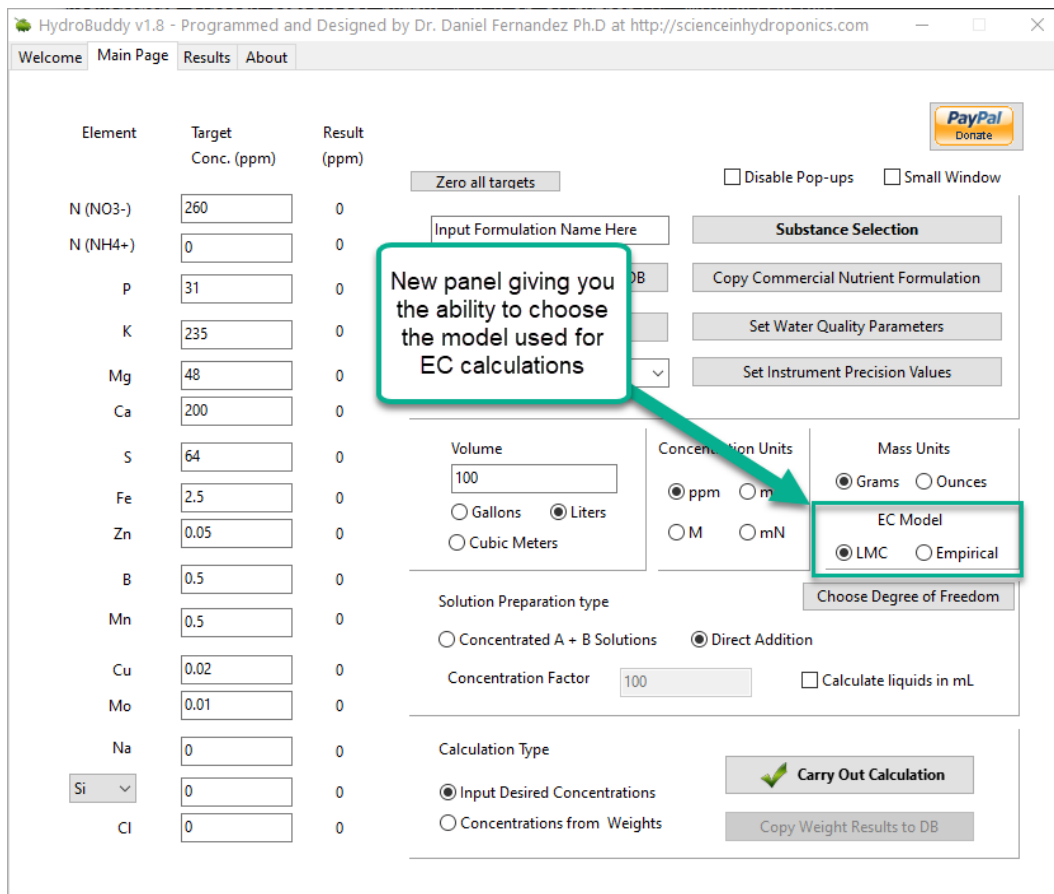 HydroBuddy v1.8 - Programmed and Designed by Dr. Daniel Fernandez Ph.D at http://scienceinhydroponics.com
Welcome Main Page Results About
PayPal
Donate
Element Target Result
Conc. (ppm) (ppm)
Zero all targets Disable Pop-ups Small Window
N (NO3-) 260 0
Input Formulation Name Here Substance Selection
N (NH4+) 0 0
New panel giving you
the ability to choose
the model used for
EC calculations
DB Copy Commercial Nutrient Formulation
P 31 0
K 235 0
Set Water Quality Parameters
Mg 48 0
Set Instrument Precision Values
Ca 200 0
S 64 0
Volume Concentration Units Mass Units
100
ppm Grams Ounces
Fe 2.5 0
Gallons Liters
EC Model
Zn 0.05 0
Cubic Meters M mN
LMC Empirical
B 0.5 0
Choose Degree of Freedom
Solution Preparation type
Mn 0.5 0
Concentrated A + B Solutions Direct Addition
Cu 0.02 0
Concentration Factor 100 Calculate liquids in mL
Mo 0.01 0
Na 0 0
Calculation Type
Carry Out Calculation
Si 0 0
Input Desired Concentrations
Cl 0 0
Concentrations from Weights Copy Weight Results to DB